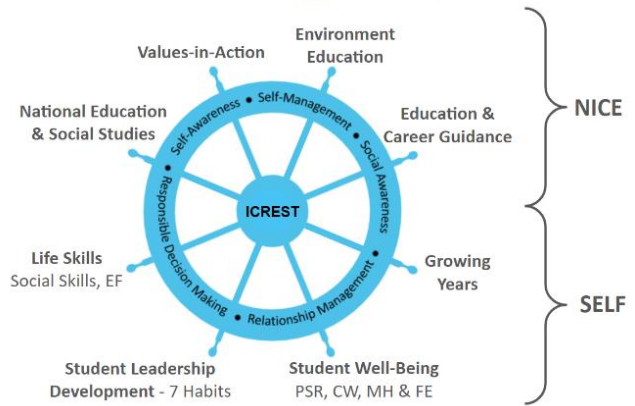 Environment
Education
Values-in-Action
National Education
& Social Studies
Education &
Career Guidance
NICE
Self-Awareness • Self-Management • Social Awareness • Relationship Management • Responsible Decision Making •
ICREST
Life Skills
Social Skills, EF
Growing
Years
SELF
Student Leadership
Development - 7 Habits
Student Well-Being
PSR, CW, MH & FE